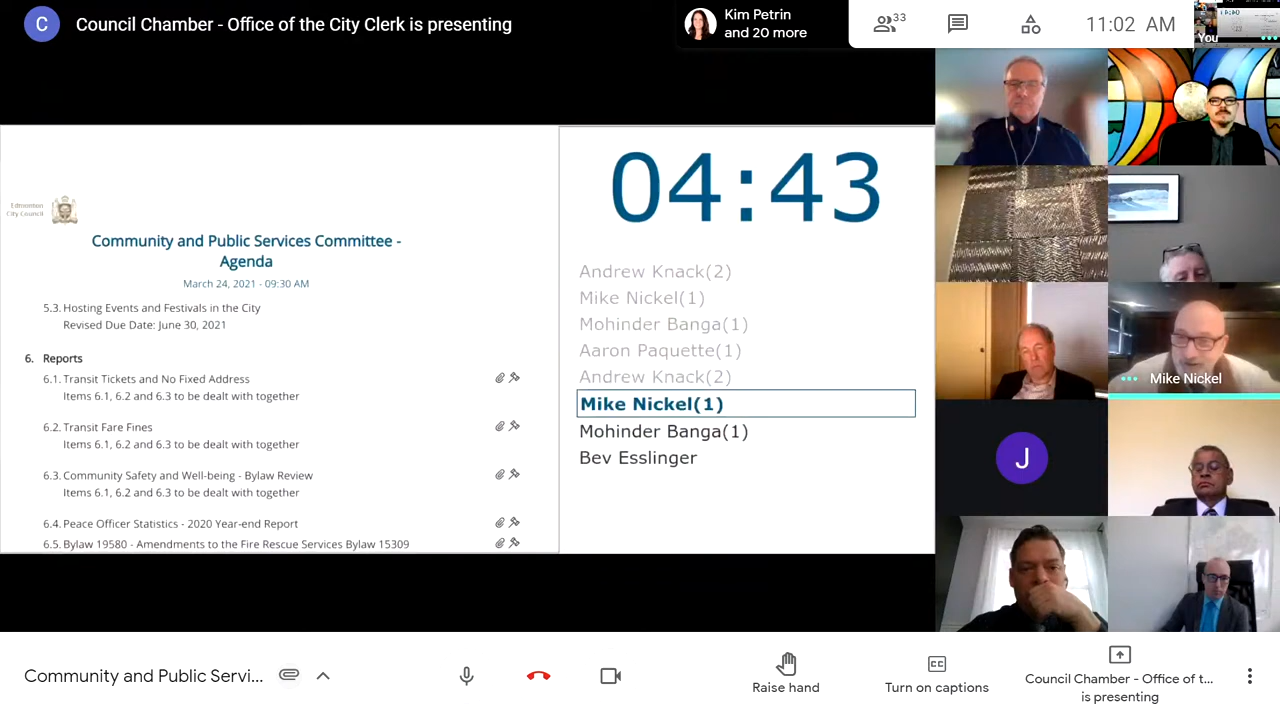 C
Council Chamber - Office of the City Clerk is presenting
Kim Petrin
and 20 more
33
11:02 AM
You
Edmonton
City Council
Community and Public Services Committee -
Agenda
March 24, 2021 - 09:30 AM
5.3. Hosting Events and Festivals in the City
Revised Due Date: June 30, 2021
6. Reports
6.1. Transit Tickets and No Fixed Address
Items 6.1, 6.2 and 6.3 to be dealt with together
6.2. Transit Fare Fines
Items 6.1, 6.2 and 6.3 to be dealt with together
6.3. Community Safety and Well-being - Bylaw Review
Items 6.1, 6.2 and 6.3 to be dealt with together
6.4. Peace Officer Statistics - 2020 Year-end Report
6.5. Bylaw 19580 - Amendments to the Fire Rescue Services Bylaw 15309
04:43
Andrew Knack(2)
Mike Nickel(1)
Mohinder Banga(1)
Aaron Paquette(1)
Andrew Knack(2)
Mike Nickel(1)
Mohinder Banga(1)
Bev Esslinger
Mike Nickel
J
Community and Public Servi...
Raise hand
Turn on captions
Council Chamber - Office of t...
is presenting